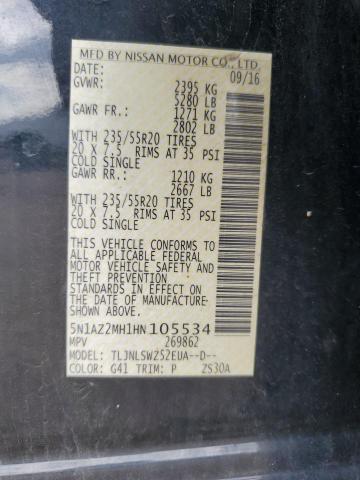 MFD BY NISSAN MOTOR CO., LTD.
DATE: 09/16
GVWR: 2395 KG
5280 LB
GAWR FR.: 1271 KG
2802 LB
WITH 235/55R20 TIRES
20 X 7.5 RIMS AT 35 PSI
COLD SINGLE
GAWR RR.: 1210 KG
2667 LB
WITH 235/55R20 TIRES
20 X 7.5 RIMS AT 35 PSI
COLD SINGLE
THIS VEHICLE CONFORMS TO
ALL APPLICABLE FEDERAL
MOTOR VEHICLE SAFETY AND
THEFT PREVENTION
STANDARDS IN EFFECT ON
THE DATE OF MANUFACTURE
SHOWN ABOVE.
5N1AZ2MH1HN105534
MPV 269862
MODEL: TLJNLSWZ52EUA--D--
COLOR: G41 TRIM: P ZS30A